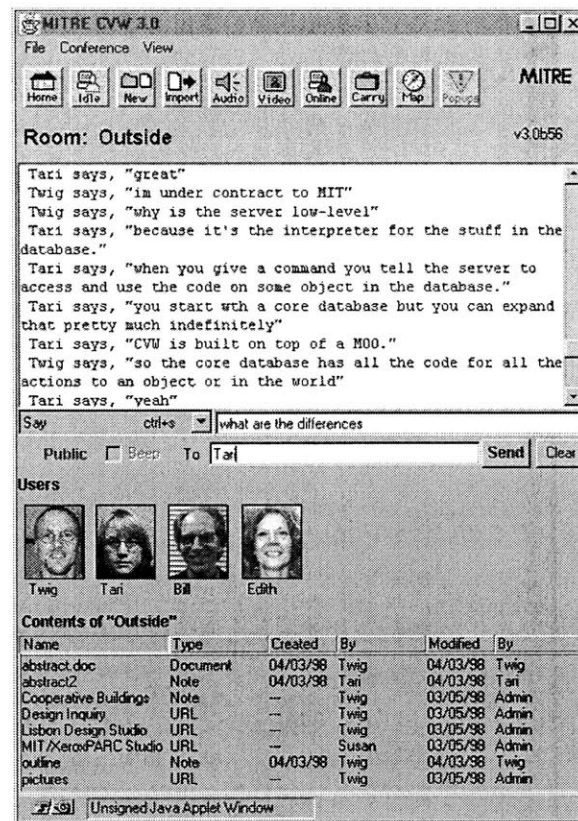 MITRE CVW 3.0
File Conference View
Home Idle New Import Audio Video Online Carry Map Popups MITRE
Room: Outside v3.0b56
Tari says, "great"
Twig says, "im under contract to MIT"
Twig says, "why is the server low-level"
Tari says, "because it's the interpreter for the stuff in the
database."
Tari says, "when you give a command you tell the server to
access and use the code on some object in the database."
Tari says, "you start wth a core database but you can expand
that pretty much indefinitely"
Tari says, "CVW is built on top of a MOO."
Twig says, "so the core database has all the code for all the
actions to an object or in the world"
Tari says, "yeah"
Say ctrl+s what are the differences
Public Beep To Tari Send Clear
Users
Twig Tari Bill Edith
Contents of "Outside"
Name Type Created By Modified By
abstract.doc Document 04/03/98 Twig 04/03/98 Twig
abstract2 Note 04/03/98 Tari 04/03/98 Tari
Cooperative Buildings Note --- Twig 03/05/98 Admin
Design Inquiry URL --- Twig 03/05/98 Admin
Lisbon Design Studio URL --- Twig 03/05/98 Admin
MIT/XeroxPARC Studio URL --- Susan 03/05/98 Admin
outline Note 04/03/98 Twig 04/03/98 Twig
pictures URL --- Twig 03/05/98 Admin
Unsigned Java Applet Window